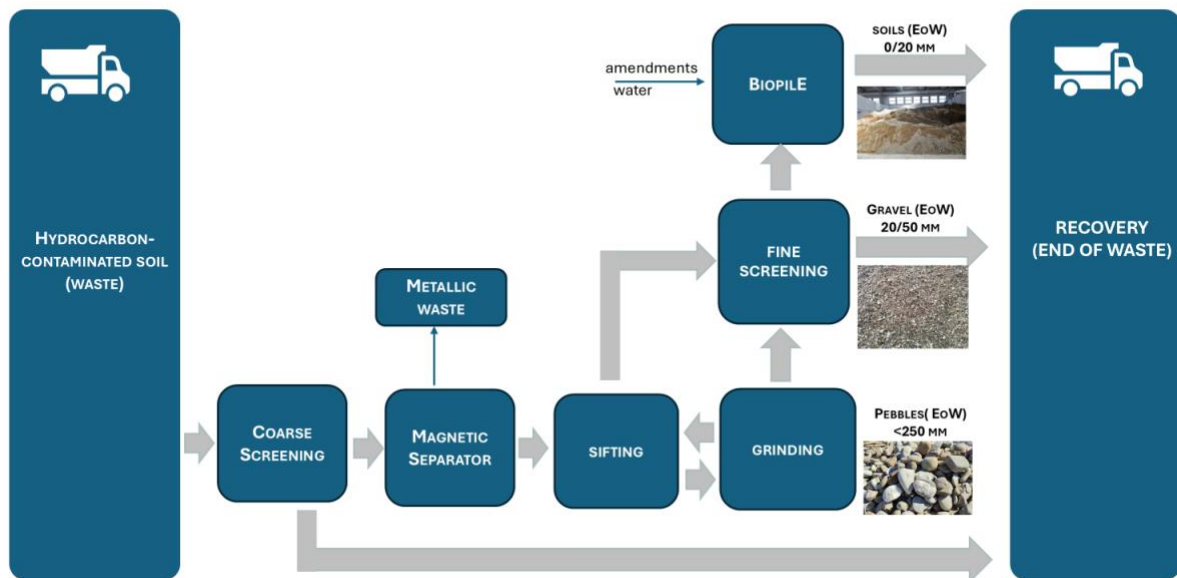 HYDROCARBON-
CONTAMINATED SOIL
(WASTE)
COARSE
SCREENING
METALLIC
WASTE
MAGNETIC
SEPARATOR
SIFTING
GRINDING
FINE
SCREENING
amendments
water
BIOPILE
SOILS (EOW)
0/20 MM
GRAVEL (EOW)
20/50 MM
PEBBLES( EOW)
<250 MM
RECOVERY
(END OF WASTE)